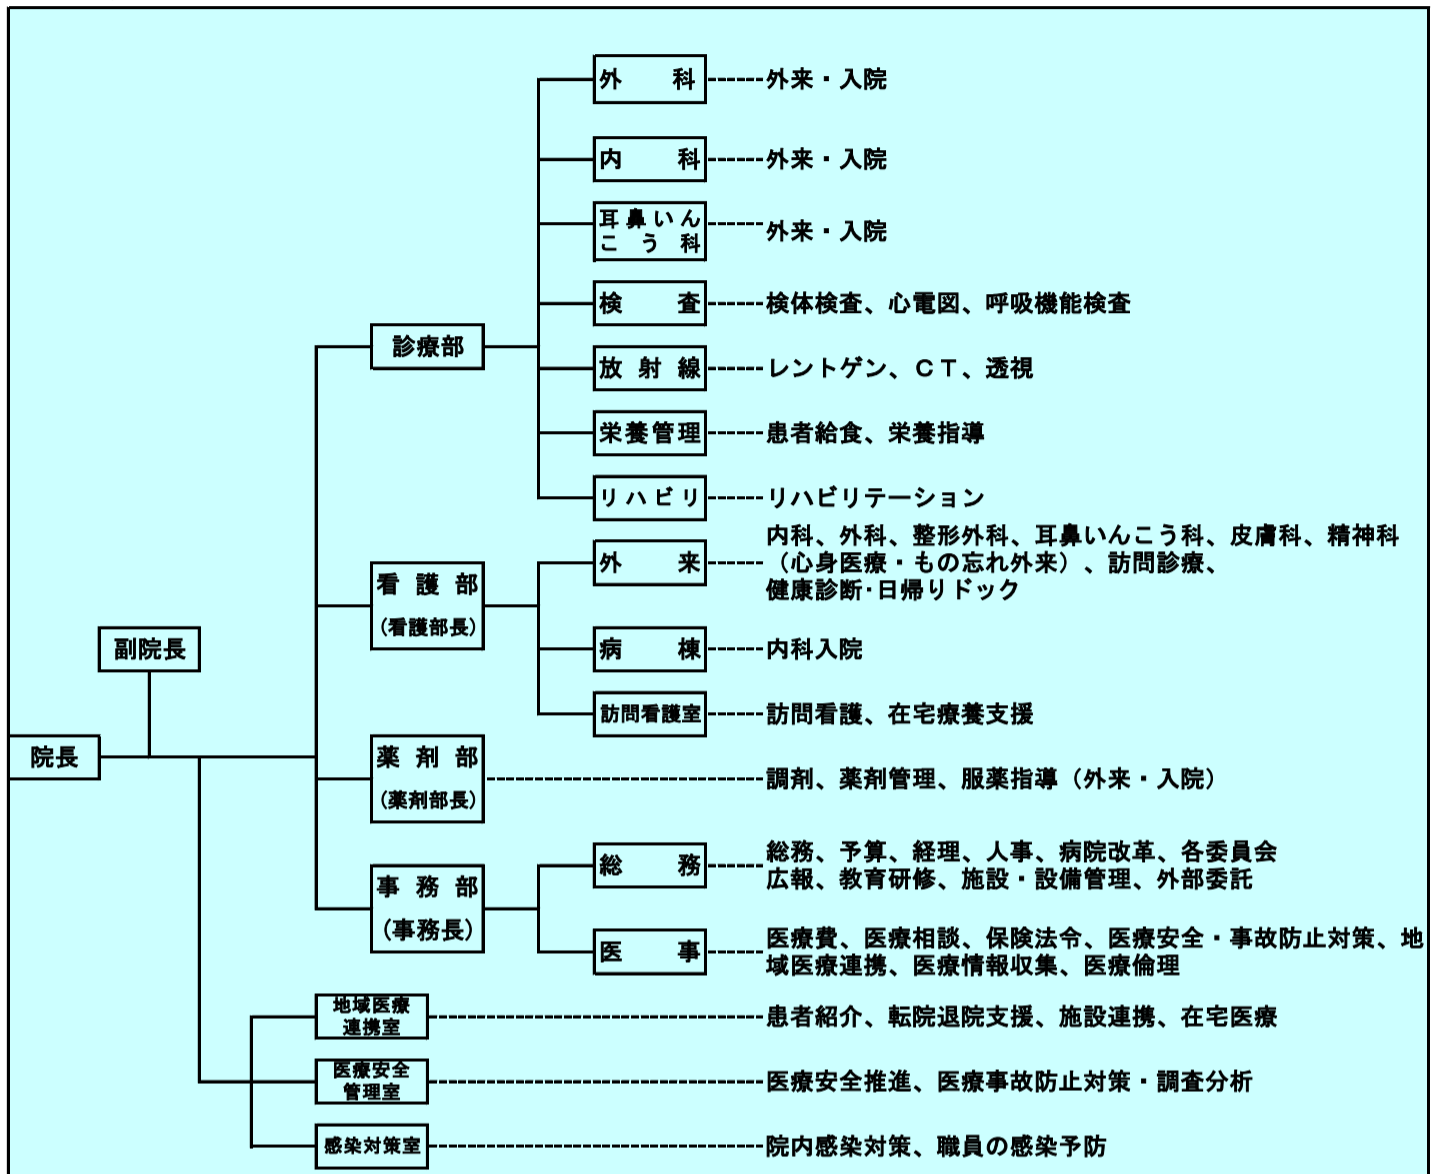 外　科
外来・入院
内　科
外来・入院
耳鼻いん
こう科
外来・入院
検　査
検体検査、心電図、呼吸機能検査
診療部
放射線
レントゲン、ＣＴ、透視
栄養管理
患者給食、栄養指導
リハビリ
リハビリテーション
看護部
(看護部長)
外　来
内科、外科、整形外科、耳鼻いんこう科、皮膚科、精神科
（心身医療・もの忘れ外来）、訪問診療、
健康診断・日帰りドック
副院長
病　棟
内科入院
訪問看護室
訪問看護、在宅療養支援
院長
薬剤部
(薬剤部長)
調剤、薬剤管理、服薬指導（外来・入院）
事務部
(事務長)
総　務
総務、予算、経理、人事、病院改革、各委員会
広報、教育研修、施設・設備管理、外部委託
医　事
医療費、医療相談、保険法令、医療安全・事故防止対策、地
域医療連携、医療情報収集、医療倫理
地域医療
連携室
患者紹介、転院退院支援、施設連携、在宅医療
医療安全
管理室
医療安全推進、医療事故防止対策・調査分析
感染対策室
院内感染対策、職員の感染予防